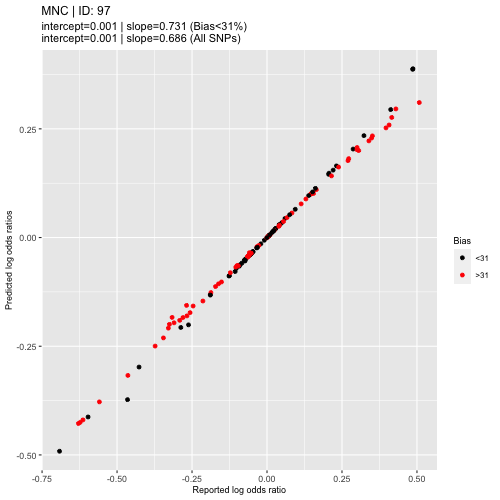 MNC | ID: 97
intercept=0.001 | slope=0.731 (Bias<31%)
intercept=0.001 | slope=0.686 (All SNPs)
Predicted log odds ratios
0.25
0.00
-0.25
-0.50
-0.75
-0.50
-0.25
0.00
0.25
0.50
Reported log odds ratio
Bias
<31
>31